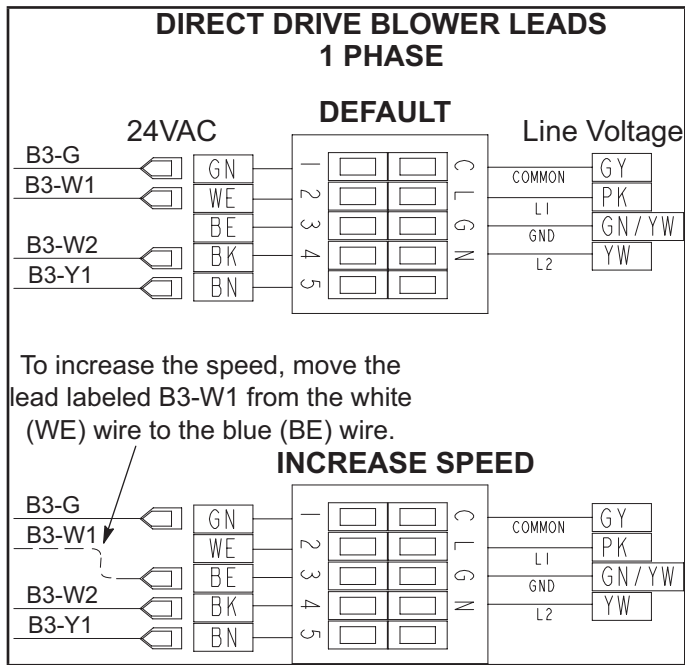 DIRECT DRIVE BLOWER LEADS
1 PHASE
DEFAULT
24VAC
Line Voltage
B3-G
GN
1
C
COMMON
GY
B3-W1
WE
2
L
L1
PK
BE
3
G
GND
GN/YW
B3-W2
BK
4
N
L2
YW
B3-Y1
BN
5
To increase the speed, move the
lead labeled B3-W1 from the white
(WE) wire to the blue (BE) wire.
INCREASE SPEED
B3-G
GN
1
C
COMMON
GY
B3-W1
WE
2
L
L1
PK
BE
3
G
GND
GN/YW
B3-W2
BK
4
N
L2
YW
B3-Y1
BN
5